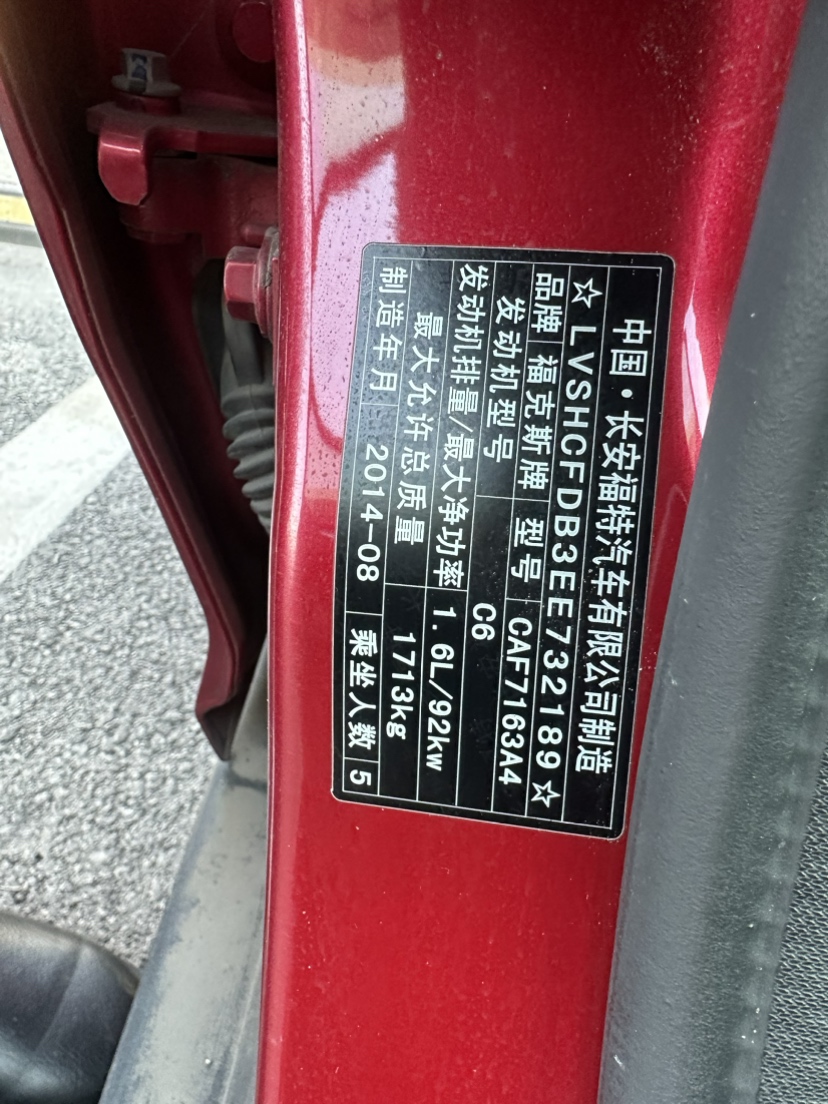 中国·长安福特汽车有限公司制造
☆LVSHCFDB3EE732189☆
品牌 福克斯牌 型号 CAF7163A4
发动机型号 C6
发动机排量/最大净功率 1.6L/92kw
最大允许总质量 1713kg
制造年月 2014-08 乘坐人数 5